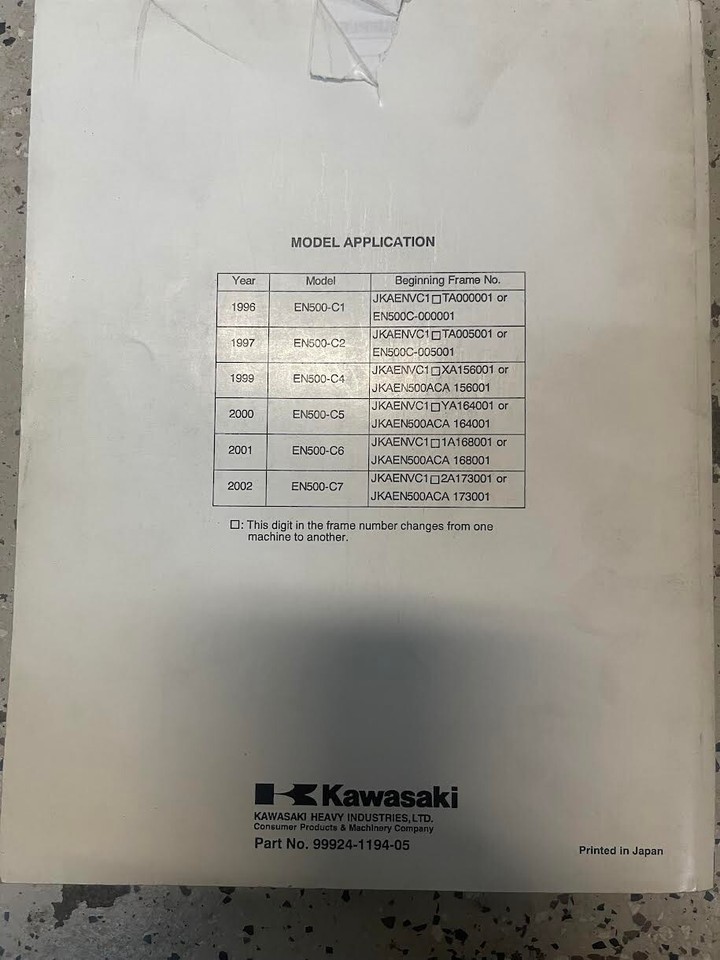 MODEL APPLICATION
Year Model Beginning Frame No.
1996 EN500-C1 JKAENVC1□TA000001 or
EN500C-000001
1997 EN500-C2 JKAENVC1□TA005001 or
EN500C-005001
1999 EN500-C4 JKAENVC1□XA156001 or
JKAEN500ACA 156001
2000 EN500-C5 JKAENVC1□YA164001 or
JKAEN500ACA 164001
2001 EN500-C6 JKAENVC1□1A168001 or
JKAEN500ACA 168001
2002 EN500-C7 JKAENVC1□2A173001 or
JKAEN500ACA 173001
□: This digit in the frame number changes from one
machine to another.
Kawasaki
KAWASAKI HEAVY INDUSTRIES, LTD.
Consumer Products & Machinery Company
Part No. 99924-1194-05
Printed in Japan